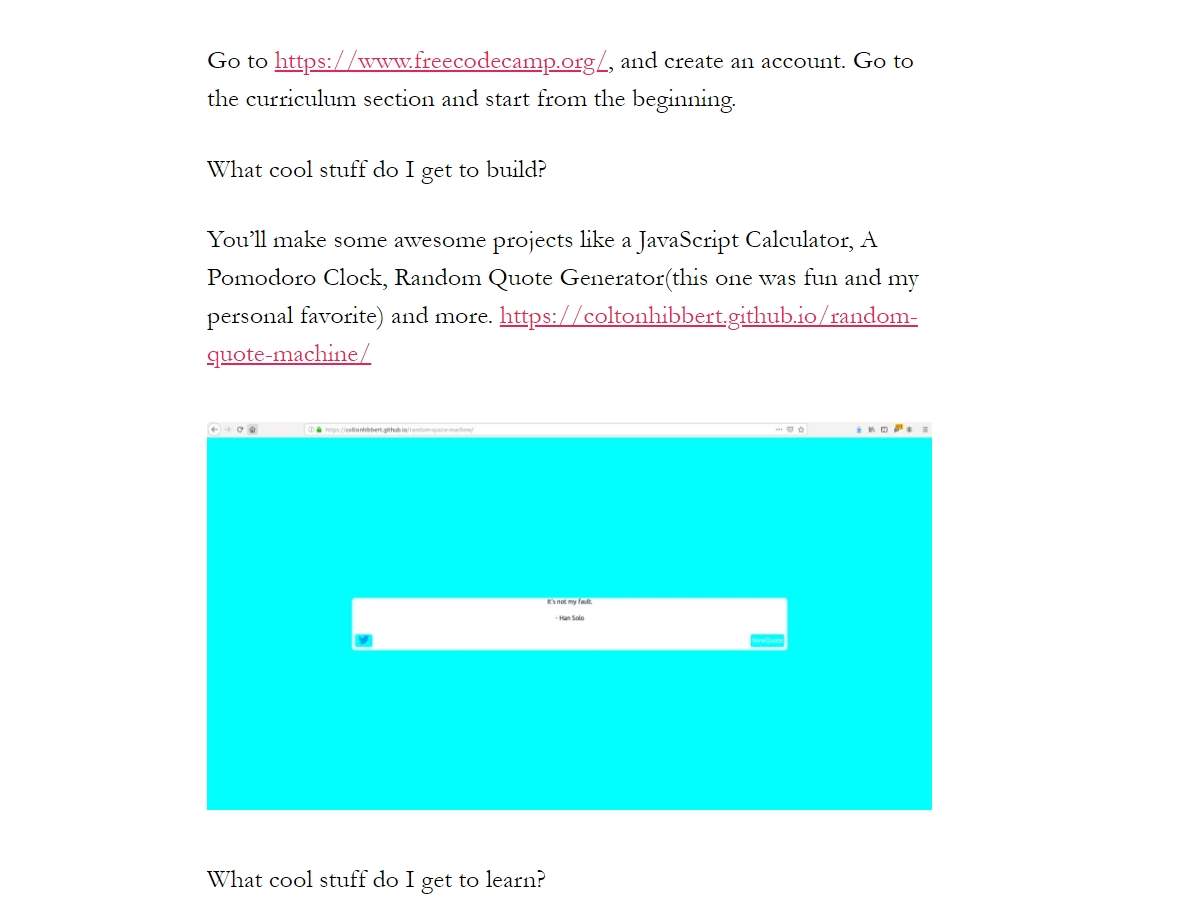 Go to https://www.freecodecamp.org/, and create an account. Go to
the curriculum section and start from the beginning.
What cool stuff do I get to build?
You’ll make some awesome projects like a JavaScript Calculator, A
Pomodoro Clock, Random Quote Generator(this one was fun and my
personal favorite) and more. https://coltonhibbert.github.io/random-
quote-machine/
https://coltonhibbert.github.io/random-quote-machine/
It's not my fault.
- Han Solo
New Quote
What cool stuff do I get to learn?